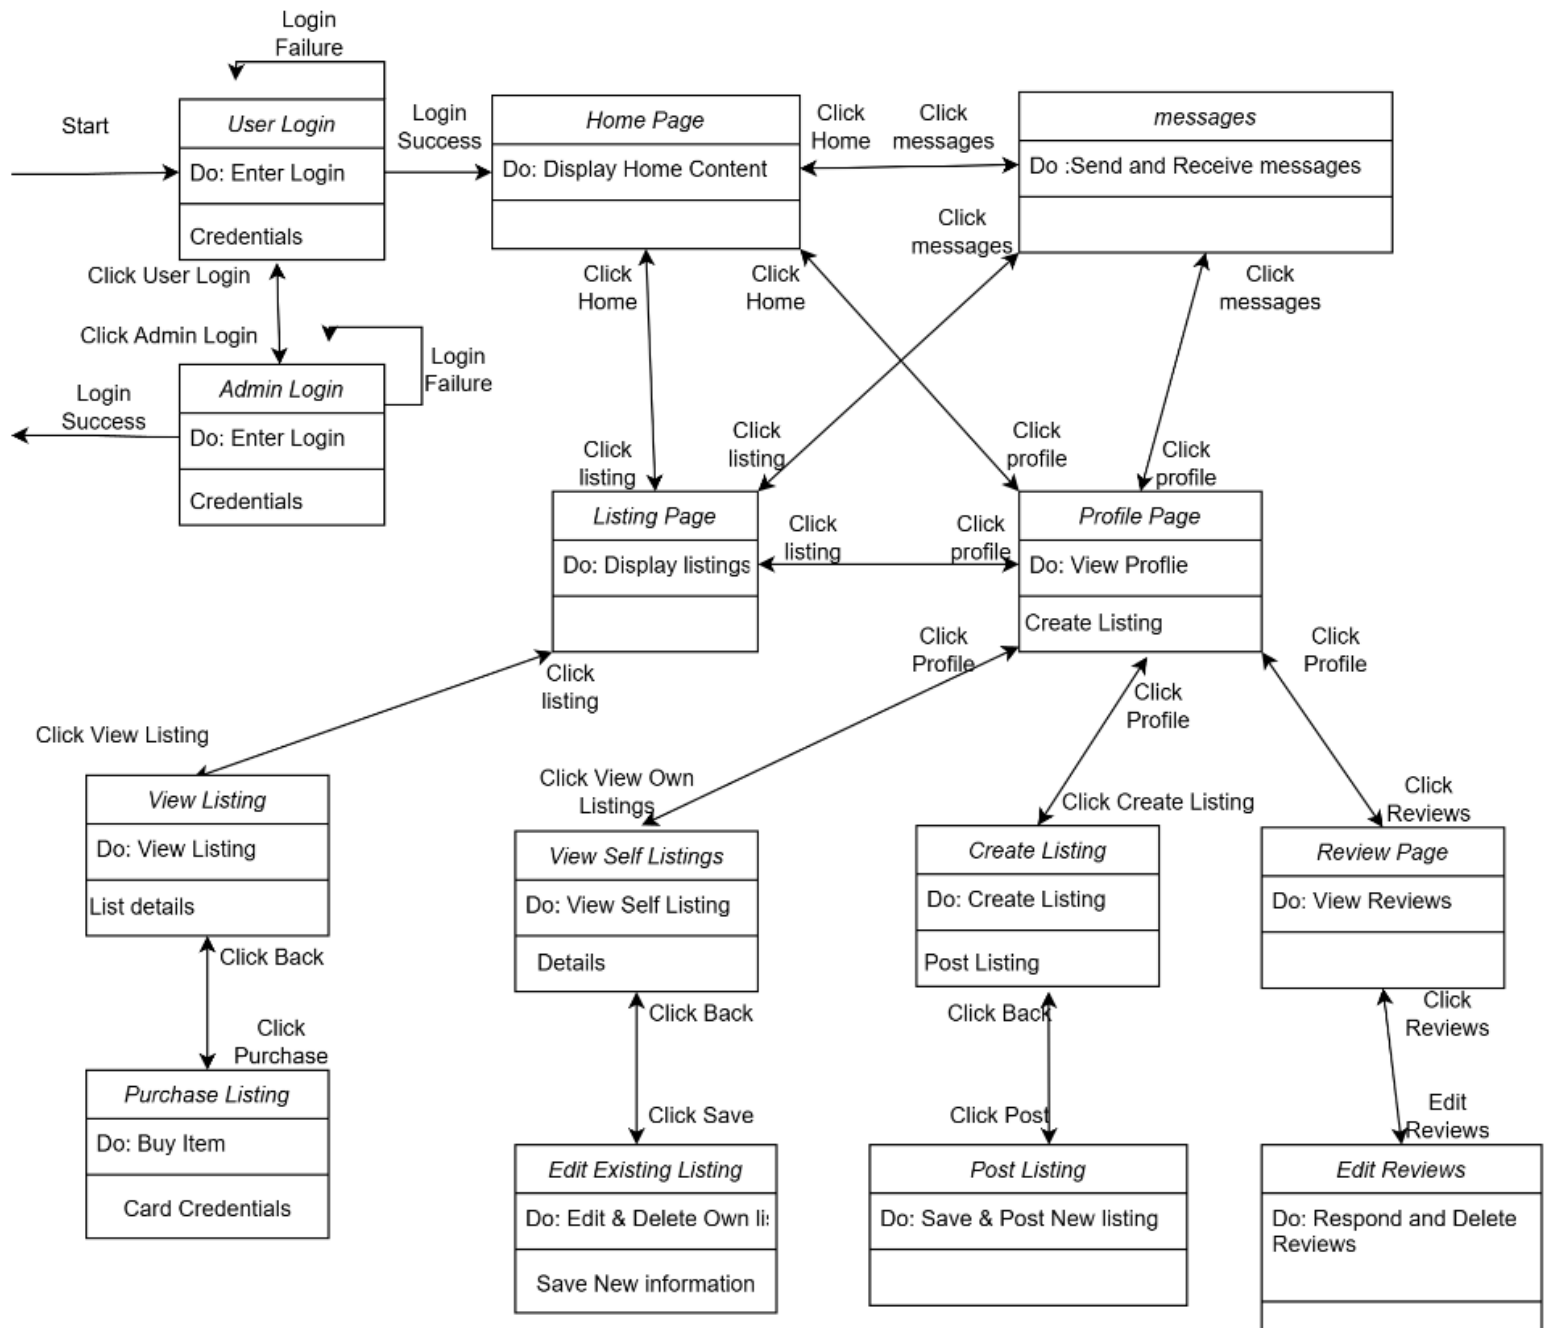 Login
Failure
Start
User Login
Do: Enter Login
Credentials
Login
Success
Home Page
Do: Display Home Content
Click
Home
Click
messages
messages
Do :Send and Receive messages
Click User Login
Click Admin Login
Login
Failure
Login
Success
Admin Login
Do: Enter Login
Credentials
Click
Home
Click
Home
Click
messages
Click
messages
Click
listing
Click
listing
Click
profile
Click
profile
Listing Page
Do: Display listings
Click
listing
Click
profile
Profile Page
Do: View Proflie
Create Listing
Click
listing
Click
Profile
Click
Profile
Click
Profile
Click View Listing
View Listing
Do: View Listing
List details
Click View Own
Listings
View Self Listings
Do: View Self Listing
Details
Click Create Listing
Create Listing
Do: Create Listing
Post Listing
Click
Reviews
Review Page
Do: View Reviews
Click Back
Click
Purchase
Purchase Listing
Do: Buy Item
Card Credentials
Click Back
Click Save
Edit Existing Listing
Do: Edit & Delete Own lis
Save New information
Click Back
Click Post
Post Listing
Do: Save & Post New listing
Click
Reviews
Edit
Reviews
Edit Reviews
Do: Respond and Delete
Reviews